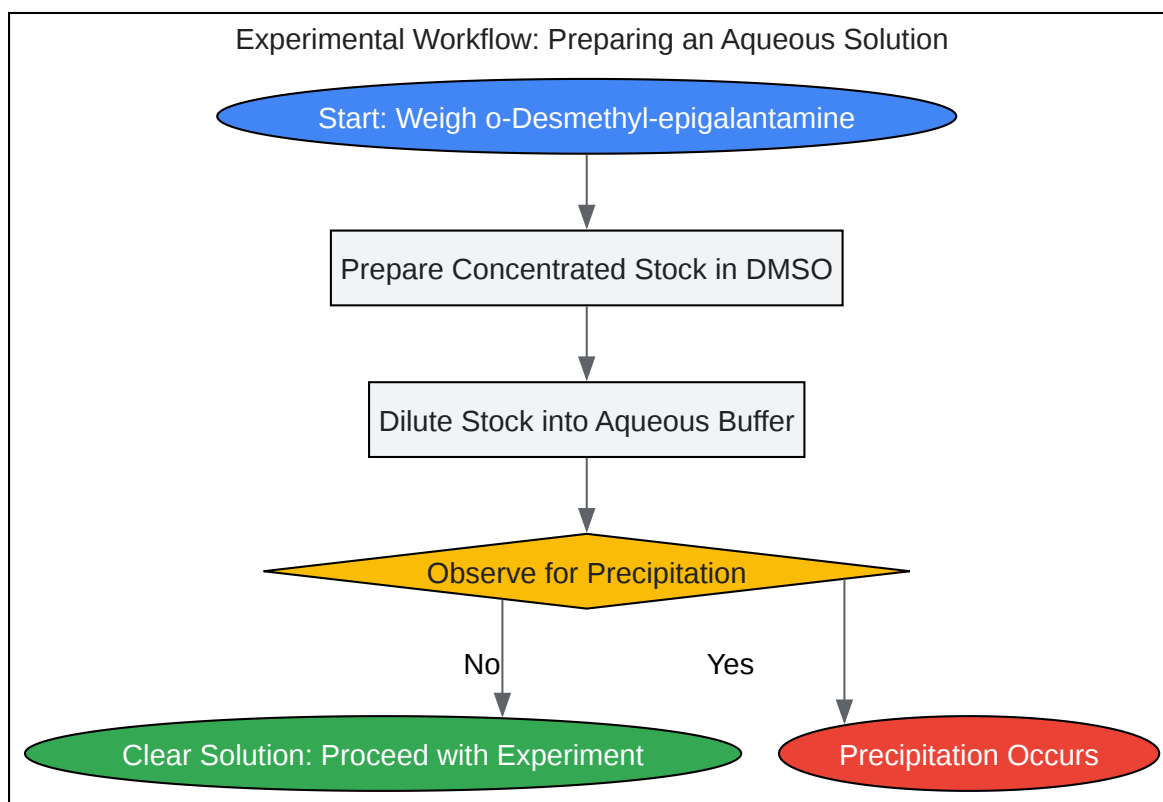 Experimental Workflow: Preparing an Aqueous Solution
Start: Weigh o-Desmethyl-epigalantamine
Prepare Concentrated Stock in DMSO
Dilute Stock into Aqueous Buffer
Observe for Precipitation
No
Yes
Clear Solution: Proceed with Experiment
Precipitation Occurs